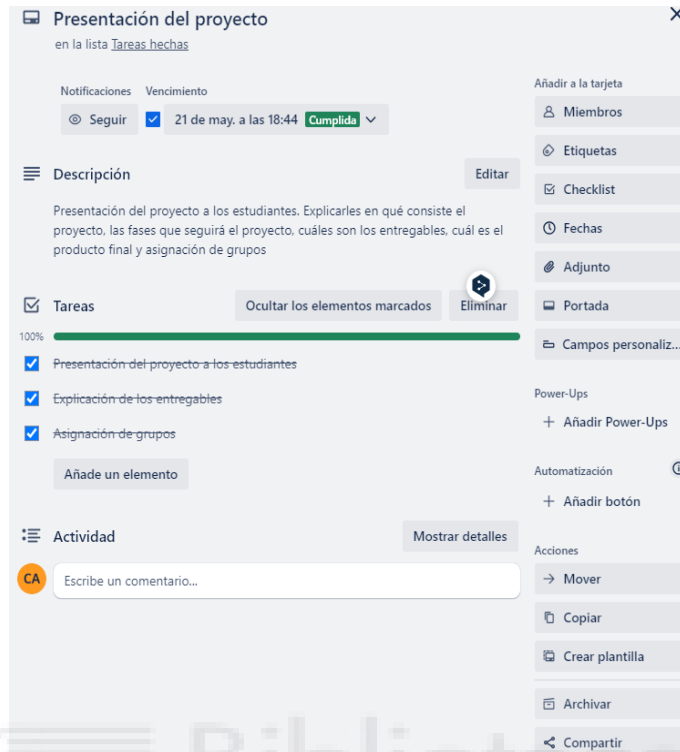 Presentación del proyecto
en la lista Tareas hechas
Notificaciones Vencimiento
Seguir 21 de may. a las 18:44 Cumplida
Descripción Editar
Presentación del proyecto a los estudiantes. Explicarles en qué consiste el
proyecto, las fases que seguirá el proyecto, cuáles son los entregables, cuál es el
producto final y asignación de grupos
Tareas Ocultar los elementos marcados Eliminar
100%
Presentación del proyecto a los estudiantes
Explicación de los entregables
Asignación de grupos
Añade un elemento
Actividad Mostrar detalles
CA Escribe un comentario...
Añadir a la tarjeta
Miembros
Etiquetas
Checklist
Fechas
Adjunto
Portada
Campos personaliz...
Power-Ups
+ Añadir Power-Ups
Automatización
+ Añadir botón
Acciones
Mover
Copiar
Crear plantilla
Archivar
Compartir